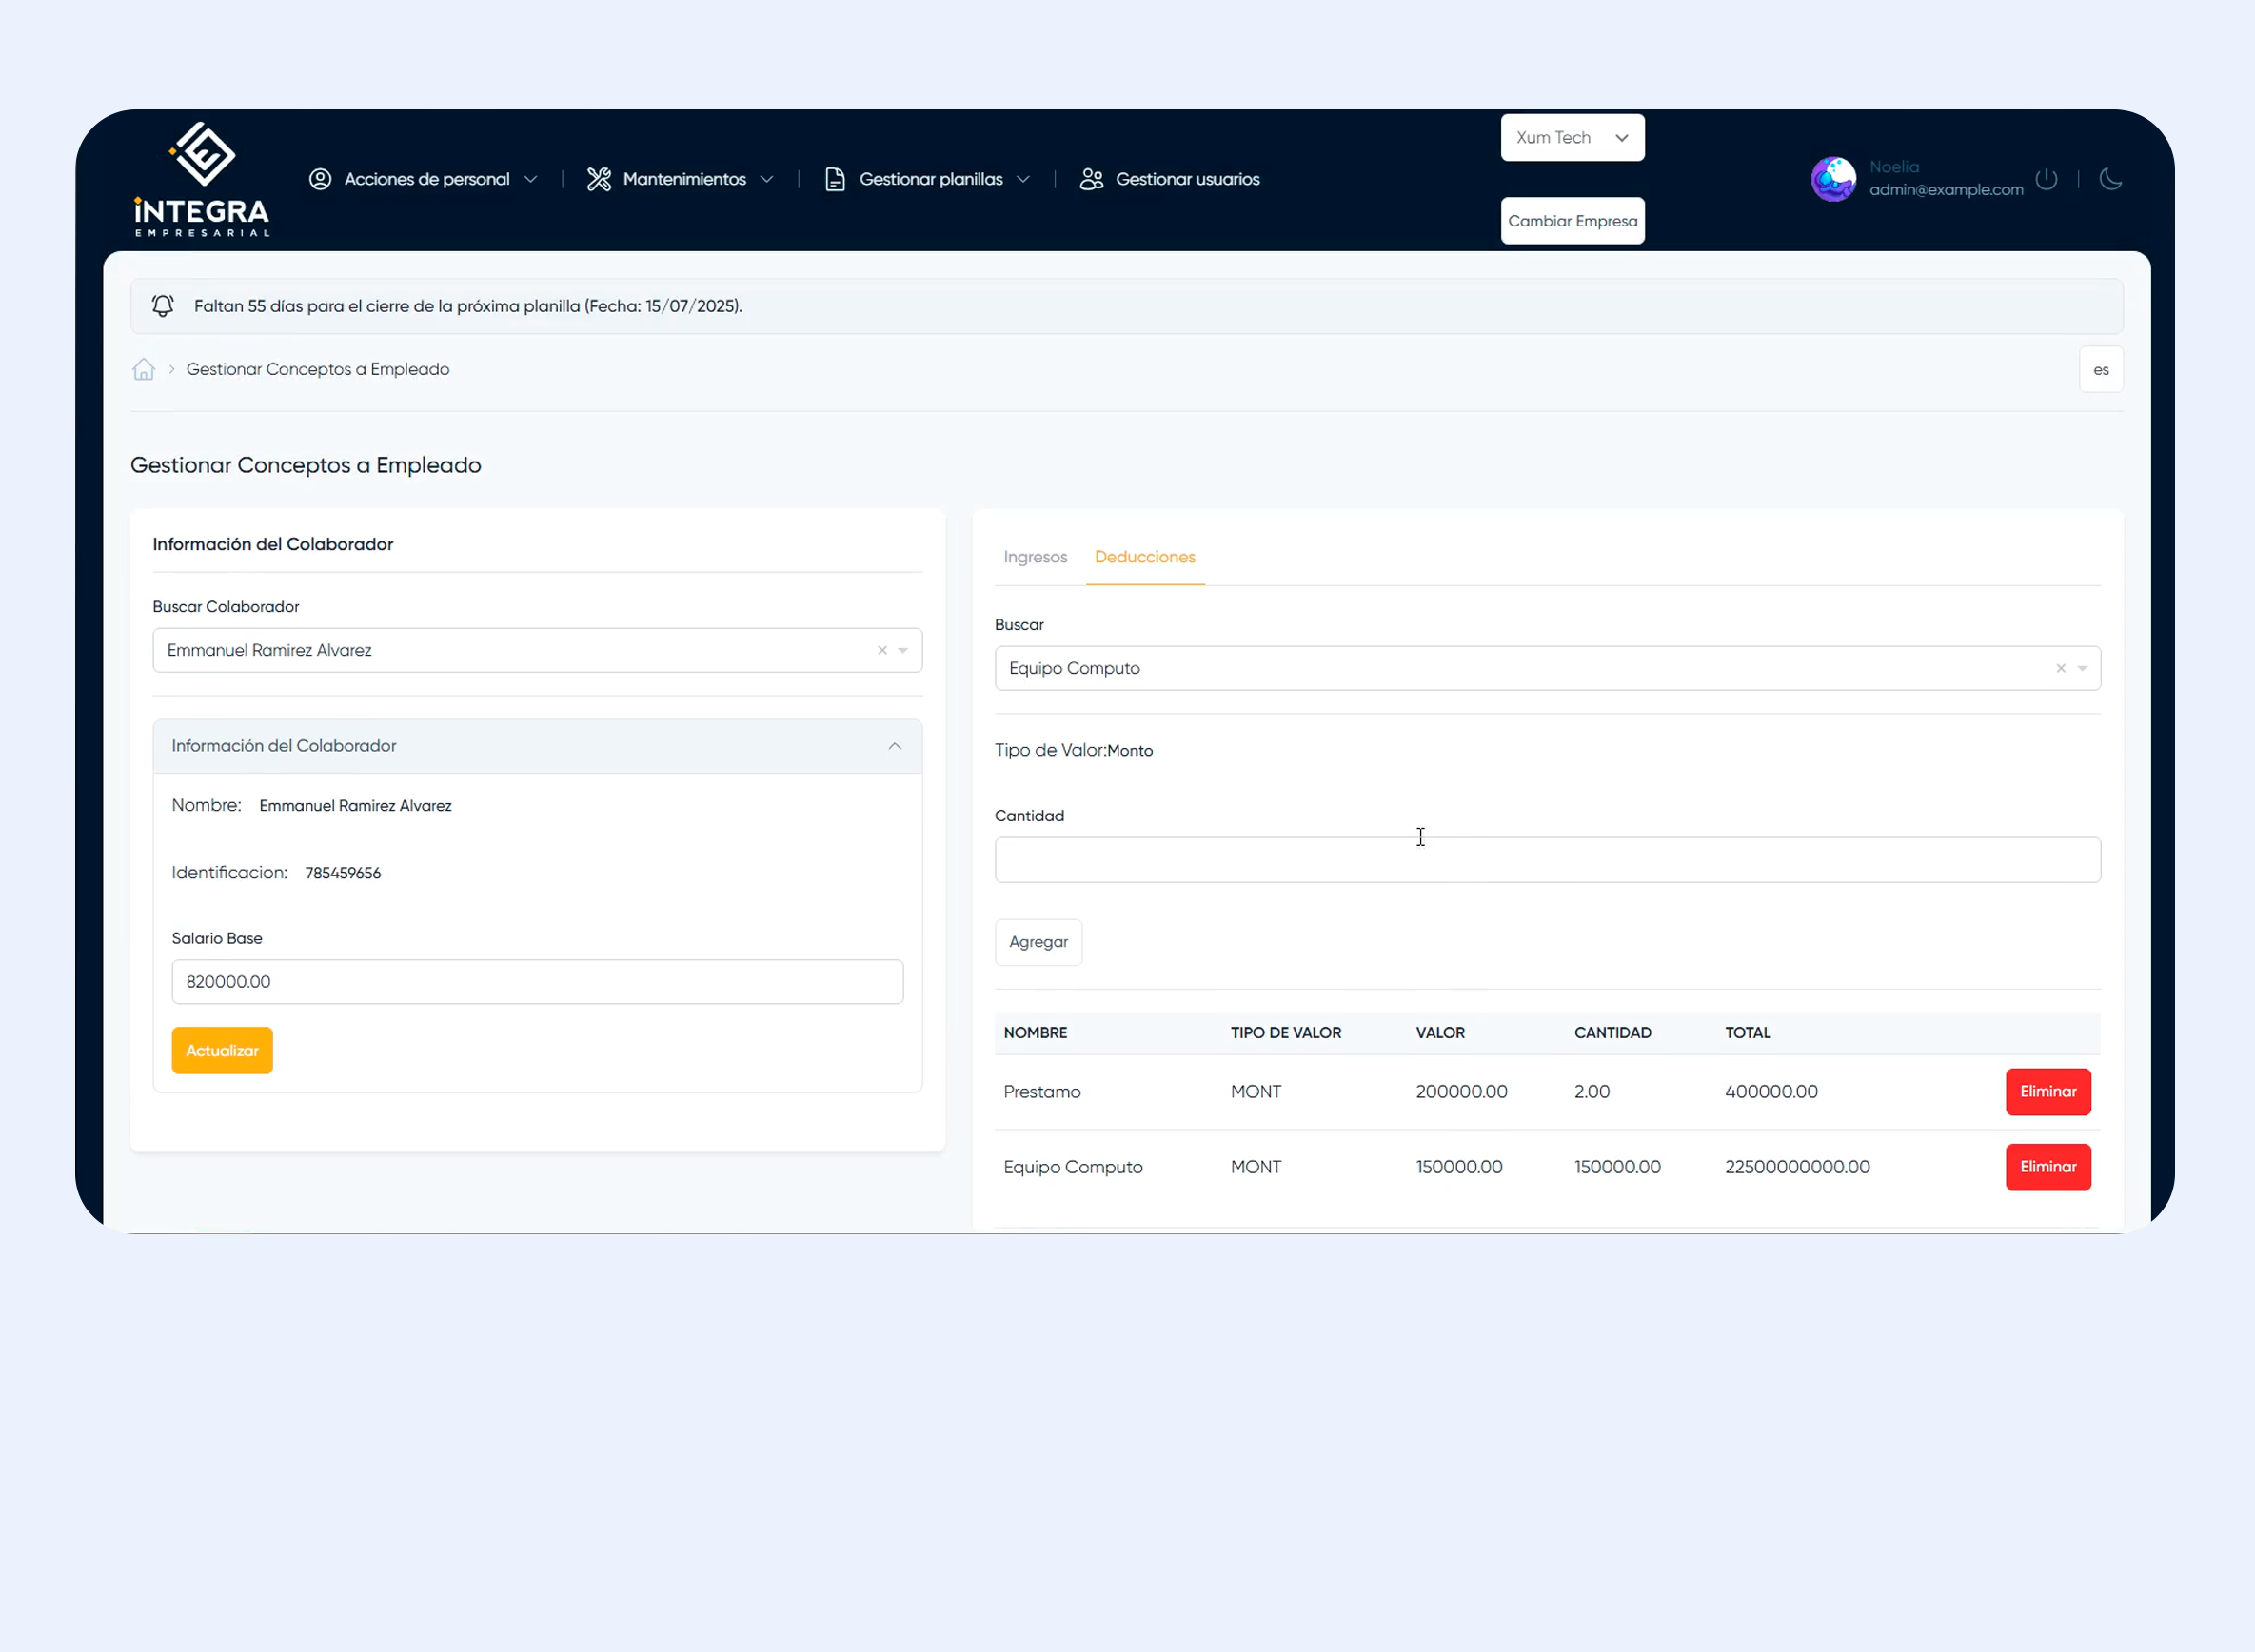 INTEGRA
EMPRESARIAL
Acciones de personal
Mantenimientos
Gestionar planillas
Gestionar usuarios
Xum Tech
Cambiar Empresa
Noelia
admin@example.com
Faltan 55 días para el cierre de la próxima planilla (Fecha: 15/07/2025).
Gestionar Conceptos a Empleado
es
Gestionar Conceptos a Empleado
Información del Colaborador
Buscar Colaborador
Emmanuel Ramirez Alvarez
Información del Colaborador
Nombre: Emmanuel Ramirez Alvarez
Identificacion: 785459656
Salario Base
820000.00
Actualizar
Ingresos Deducciones
Buscar
Equipo Computo
Tipo de Valor:Monto
Cantidad
Agregar
NOMBRE TIPO DE VALOR VALOR CANTIDAD TOTAL
Prestamo MONT 200000.00 2.00 400000.00 Eliminar
Equipo Computo MONT 150000.00 150000.00 22500000000.00 Eliminar